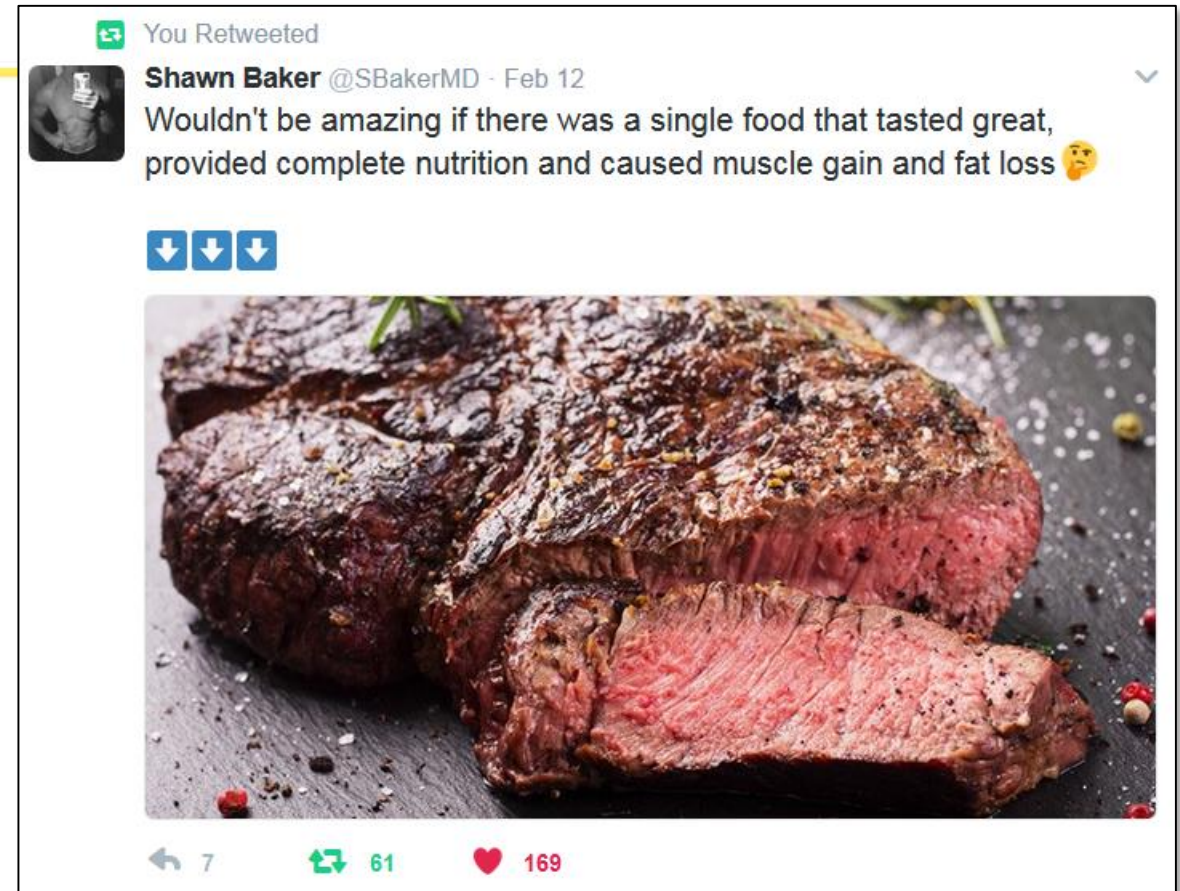 You Retweeted
Shawn Baker @SBakerMD · Feb 12
Wouldn't be amazing if there was a single food that tasted great,
provided complete nutrition and caused muscle gain and fat loss🤔
⬇⬇⬇
7 61 169